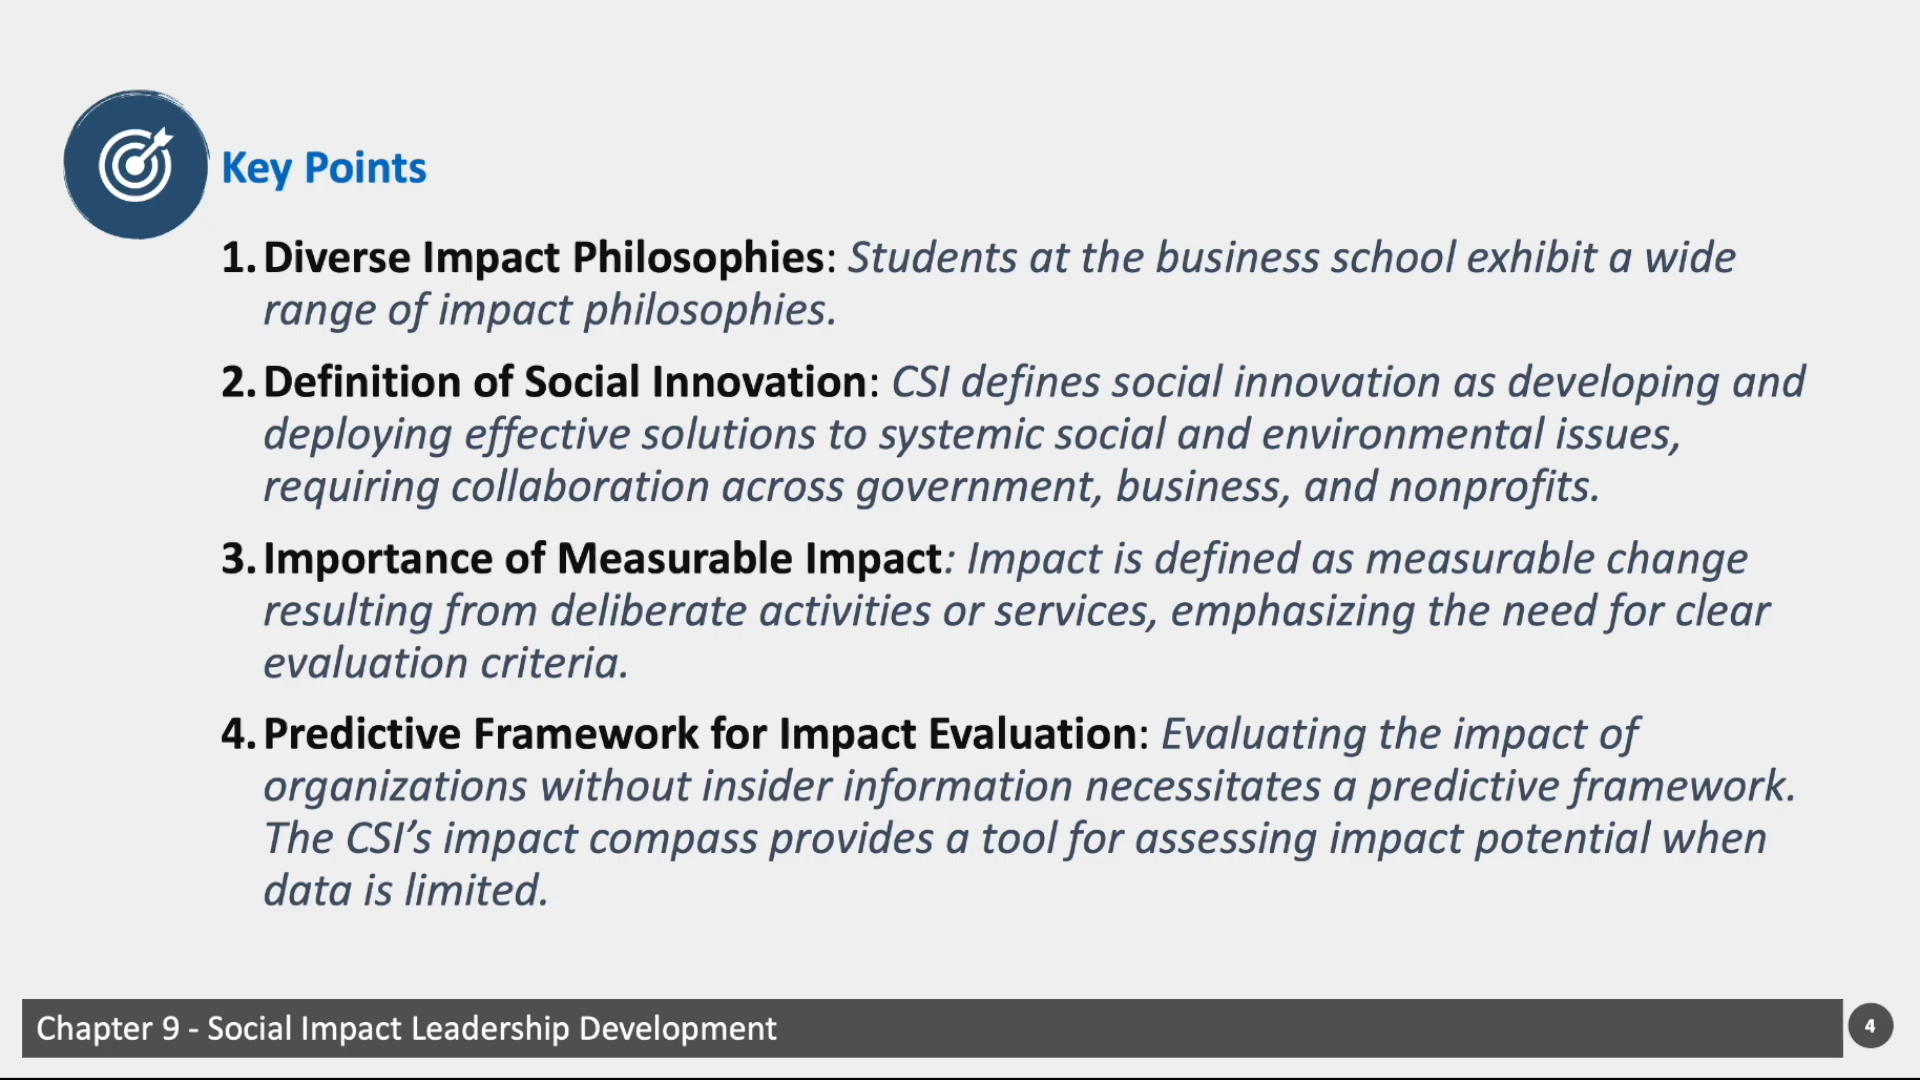 Key Points
1. Diverse Impact Philosophies: Students at the business school exhibit a wide
range of impact philosophies.
2. Definition of Social Innovation: CSI defines social innovation as developing and
deploying effective solutions to systemic social and environmental issues,
requiring collaboration across government, business, and nonprofits.
3. Importance of Measurable Impact: Impact is defined as measurable change
resulting from deliberate activities or services, emphasizing the need for clear
evaluation criteria.
4. Predictive Framework for Impact Evaluation: Evaluating the impact of
organizations without insider information necessitates a predictive framework.
The CSI’s impact compass provides a tool for assessing impact potential when
data is limited.
Chapter 9 - Social Impact Leadership Development
4